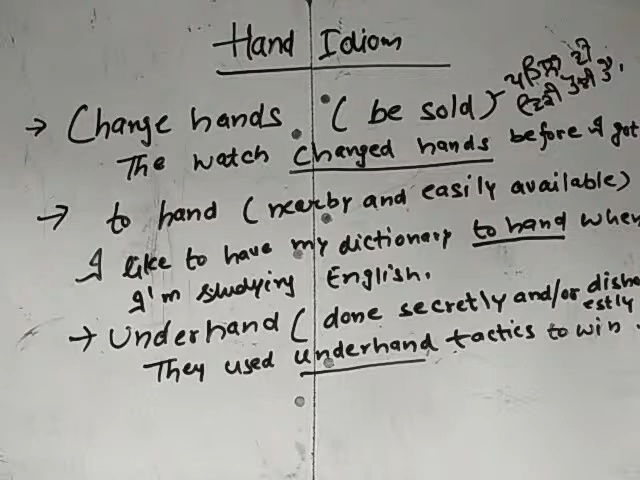 Hand Idiom
→ Change hands. (be sold)
The watch changed hands before I got
→ to hand (nearby and easily available)
I like to have my dictionary to hand when
I'm studying English.
→ Underhand (done secretly and/or dishon
estly
They used underhand tactics to win.